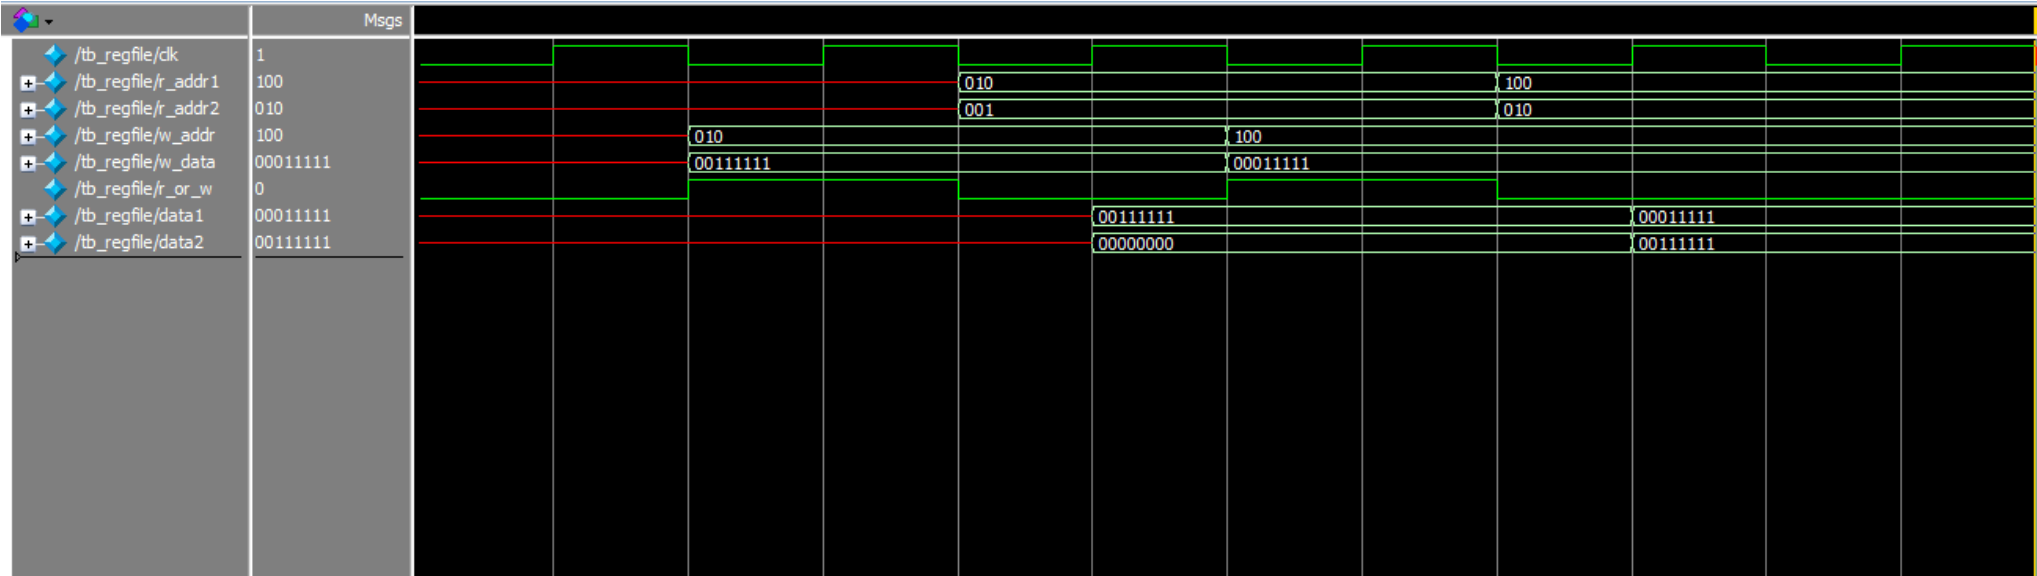 Msgs
/tb_regfile/clk 1
/tb_regfile/r_addr1 100 010 100
/tb_regfile/r_addr2 010 001 010
/tb_regfile/w_addr 100 010 100
/tb_regfile/w_data 00011111 00111111 00011111
/tb_regfile/r_or_w 0
/tb_regfile/data1 00011111 00111111 00011111
/tb_regfile/data2 00111111 00000000 00111111